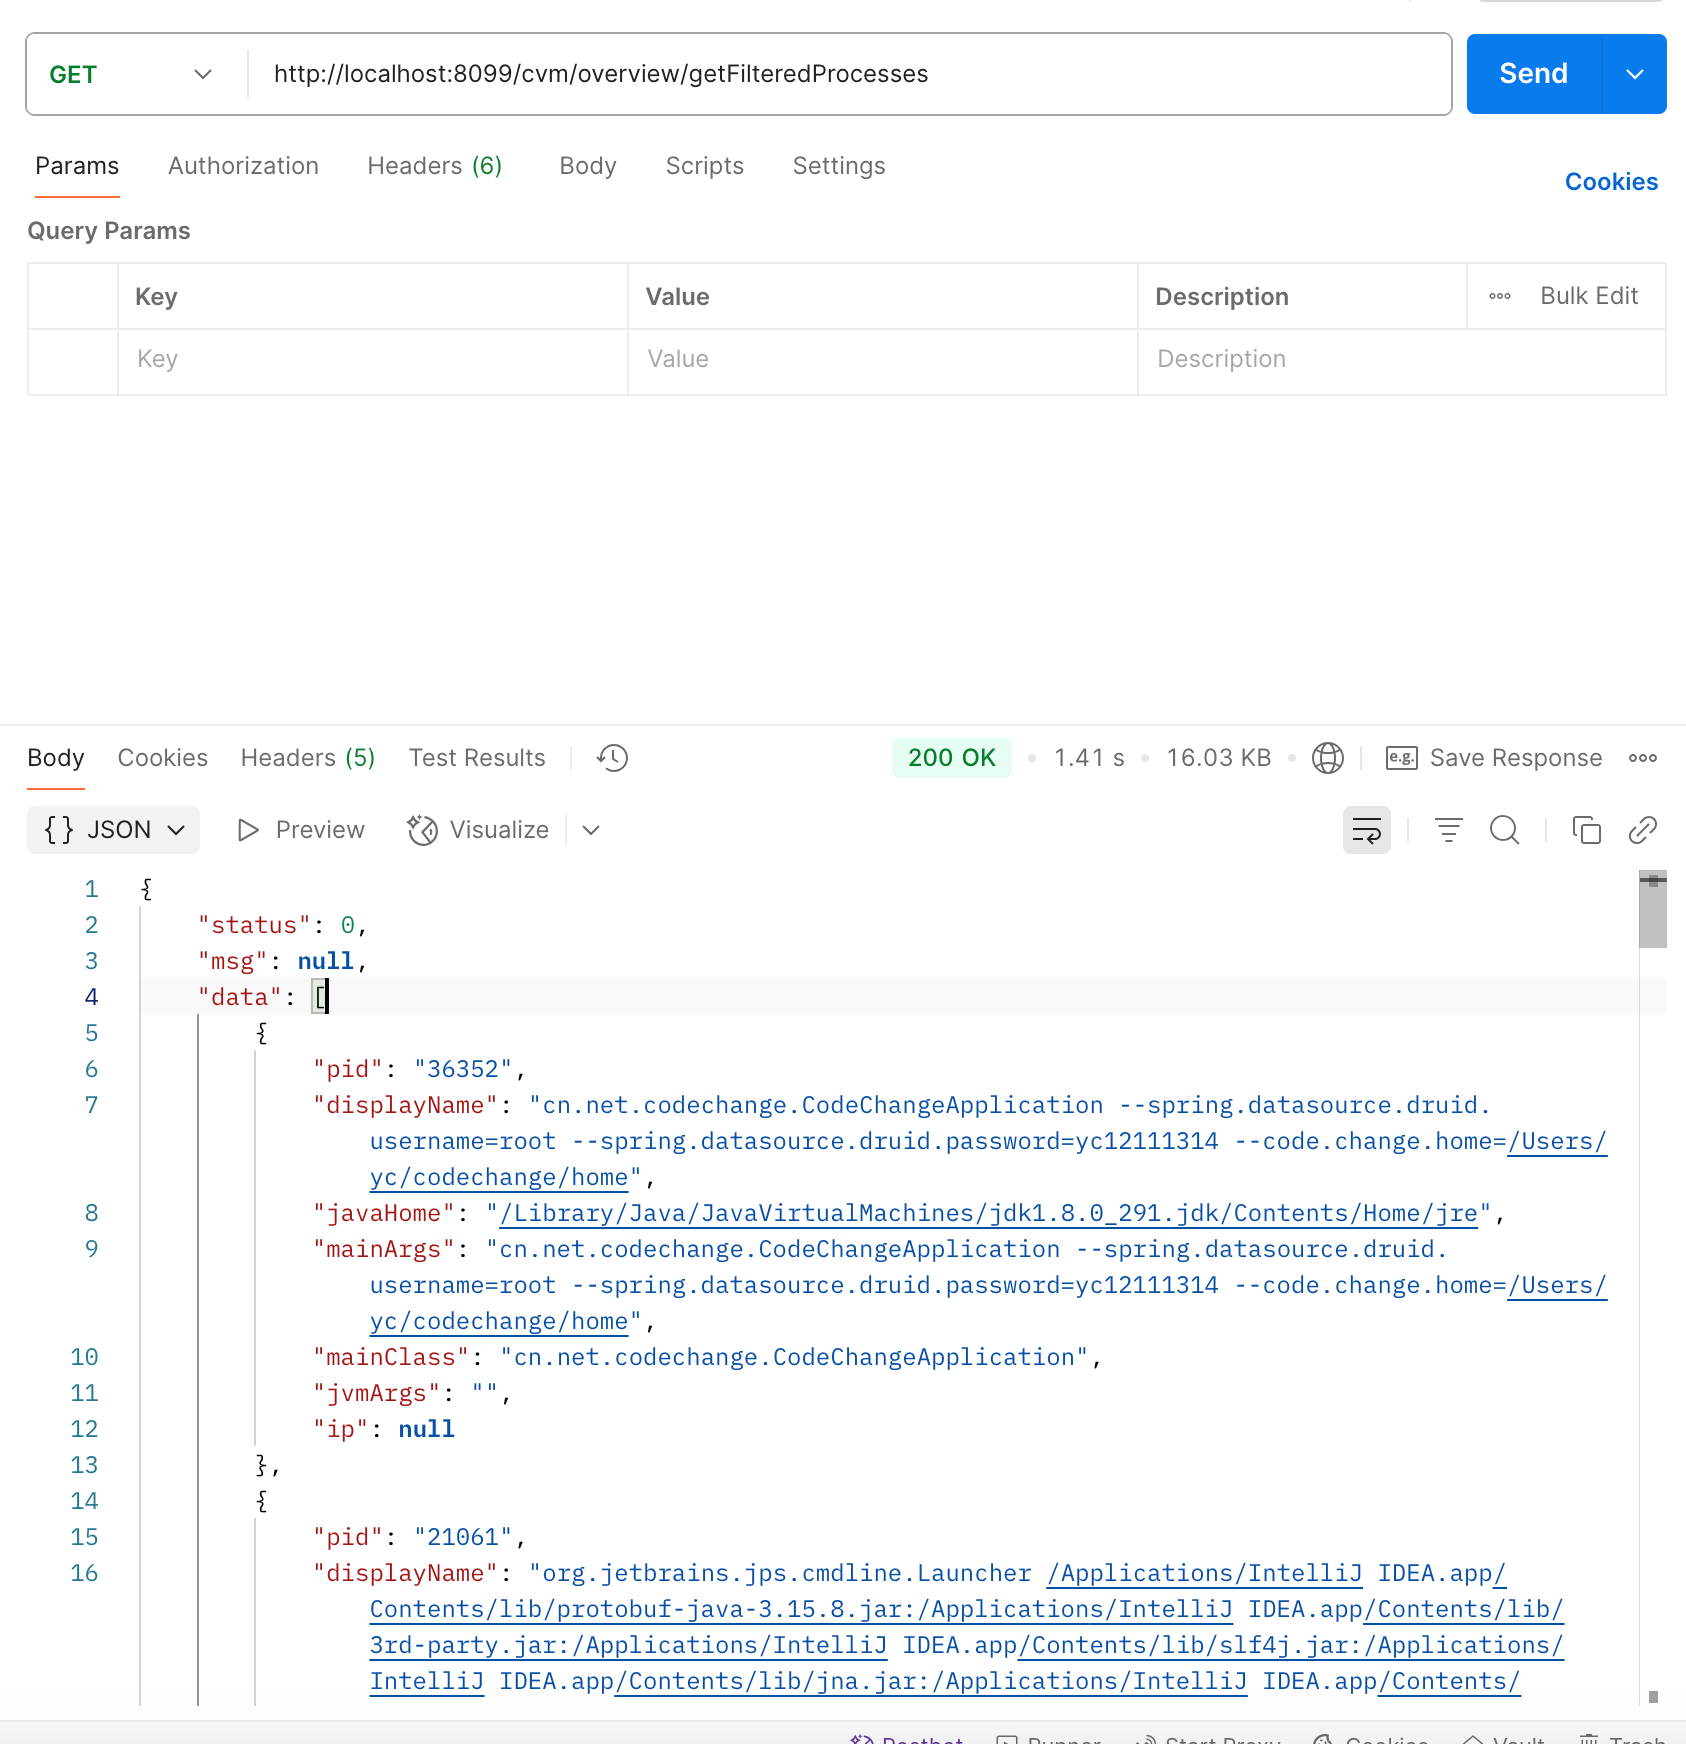 GET http://localhost:8099/cvm/overview/getFilteredProcesses Send
Params Authorization Headers (6) Body Scripts Settings Cookies
Query Params
Key Value Description Bulk Edit
Key Value Description
Body Cookies Headers (5) Test Results 200 OK 1.41 s 16.03 KB e.g. Save Response
{} JSON Preview Visualize
1 {
2 "status": 0,
3 "msg": null,
4 "data": [
5 {
6 "pid": "36352",
7 "displayName": "cn.net.codechange.CodeChangeApplication --spring.datasource.druid.
username=root --spring.datasource.druid.password=yc12111314 --code.change.home=/Users/
yc/codechange/home",
8 "javaHome": "/Library/Java/JavaVirtualMachines/jdk1.8.0_291.jdk/Contents/Home/jre",
9 "mainArgs": "cn.net.codechange.CodeChangeApplication --spring.datasource.druid.
username=root --spring.datasource.druid.password=yc12111314 --code.change.home=/Users/
yc/codechange/home",
10 "mainClass": "cn.net.codechange.CodeChangeApplication",
11 "jvmArgs": "",
12 "ip": null
13 },
14 {
15 "pid": "21061",
16 "displayName": "org.jetbrains.jps.cmdline.Launcher /Applications/IntelliJ IDEA.app/
Contents/lib/protobuf-java-3.15.8.jar:/Applications/IntelliJ IDEA.app/Contents/lib/
3rd-party.jar:/Applications/IntelliJ IDEA.app/Contents/lib/slf4j.jar:/Applications/
IntelliJ IDEA.app/Contents/lib/jna.jar:/Applications/IntelliJ IDEA.app/Contents/
Postbot Runner Start Proxy Cookies Vault Trash